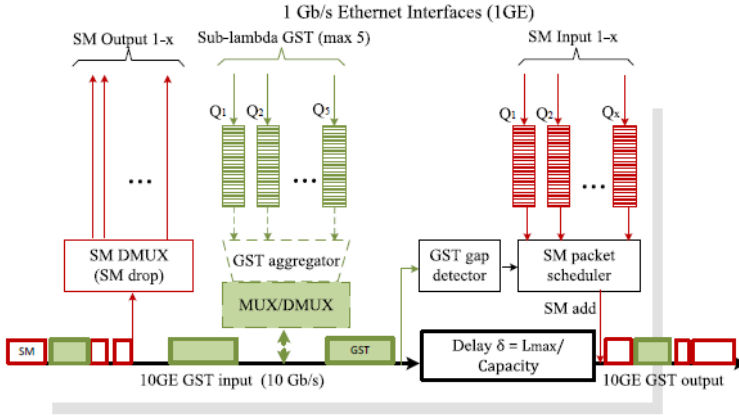 1 Gb/s Ethernet Interfaces (1GE)
SM Output 1-x
Sub-lambda GST (max 5)
SM Input 1-x
Q1
Q2
Q5
Q1
Q2
Qx
...
...
...
SM DMUX
(SM drop)
GST aggregator
MUX/DMUX
GST gap
detector
SM packet
scheduler
SM add
SM
GST
Delay δ = Lmax/
Capacity
10GE GST input (10 Gb/s)
10GE GST output